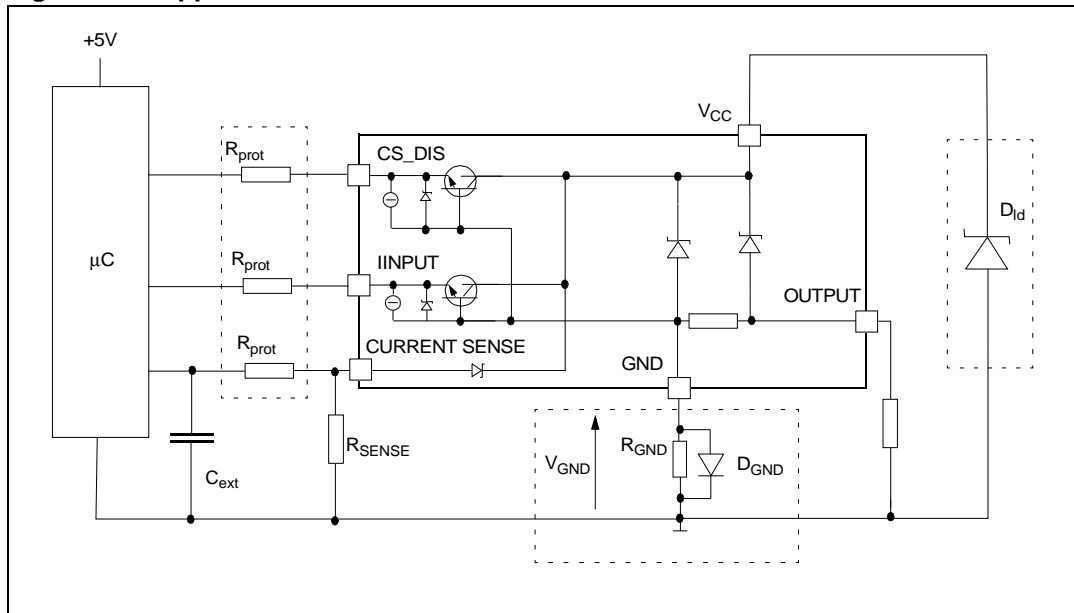 +5V
V_CC
R_prot
CS_DIS
D_ld
μC
R_prot
IINPUT
OUTPUT
R_prot
CURRENT SENSE
GND
R_SENSE
R_GND
V_GND
D_GND
C_ext